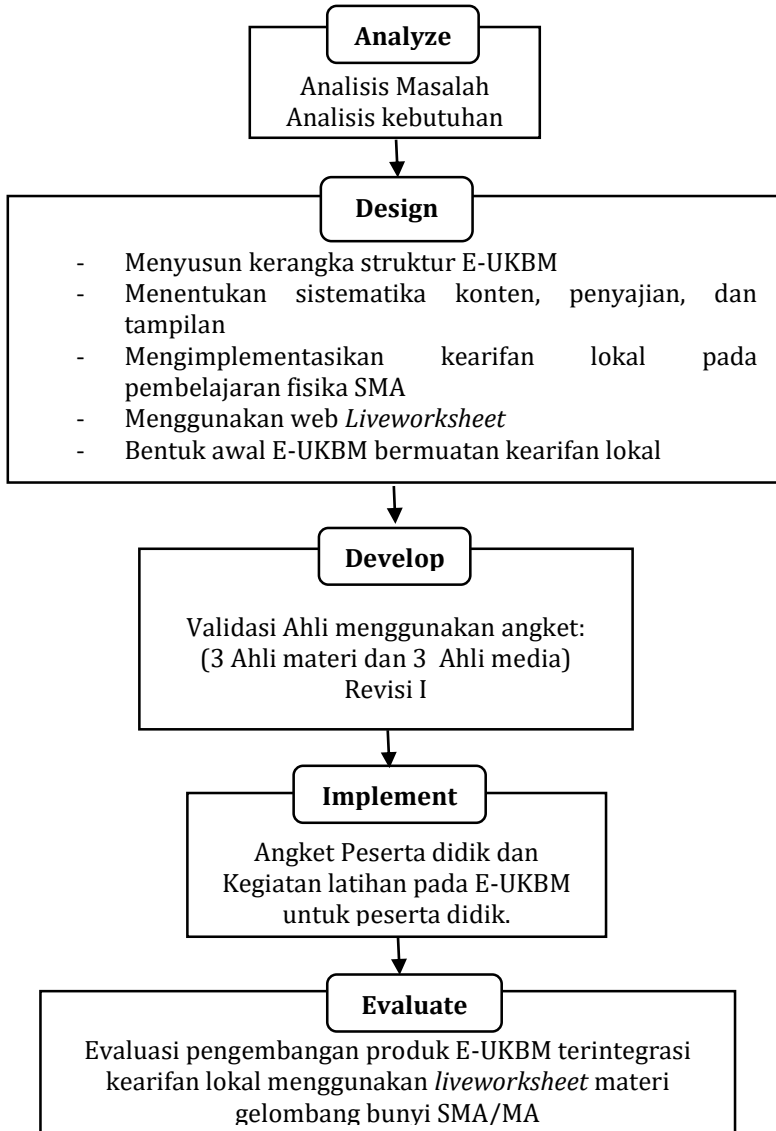 Analyze
Analisis Masalah
Analisis kebutuhan
Design
- Menyusun kerangka struktur E-UKBM
- Menentukan sistematika konten, penyajian, dan
tampilan
- Mengimplementasikan kearifan lokal pada
pembelajaran fisika SMA
- Menggunakan web Liveworksheet
- Bentuk awal E-UKBM bermuatan kearifan lokal
Develop
Validasi Ahli menggunakan angket:
(3 Ahli materi dan 3 Ahli media)
Revisi I
Implement
Angket Peserta didik dan
Kegiatan latihan pada E-UKBM
untuk peserta didik.
Evaluate
Evaluasi pengembangan produk E-UKBM terintegrasi
kearifan lokal menggunakan liveworksheet materi
gelombang bunyi SMA/MA